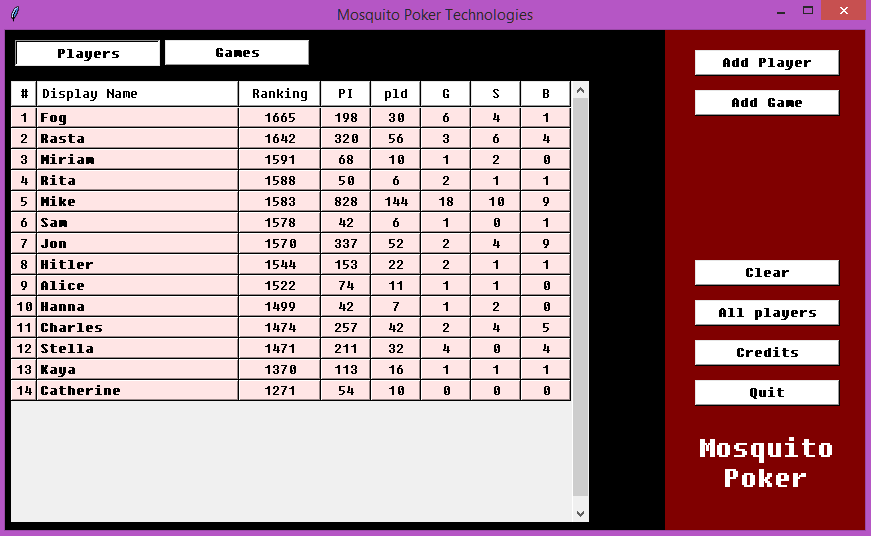 Mosquito Poker Technologies
Players Games
# Display Name Ranking PI pld G S B
1 Fog 1665 198 30 6 4 1
2 Rasta 1642 320 56 3 6 4
3 Miriam 1591 68 10 1 2 0
4 Rita 1588 50 6 2 1 1
5 Mike 1583 828 144 18 10 9
6 Sam 1578 42 6 1 0 1
7 Jon 1570 337 52 2 4 9
8 Hitler 1544 153 22 2 1 1
9 Alice 1522 74 11 1 1 0
10 Hanna 1499 42 7 1 2 0
11 Charles 1474 257 42 2 4 5
12 Stella 1471 211 32 4 0 4
13 Kaya 1370 113 16 1 1 1
14 Catherine 1271 54 10 0 0 0
Add Player
Add Game
Clear
All players
Credits
Quit
Mosquito
Poker